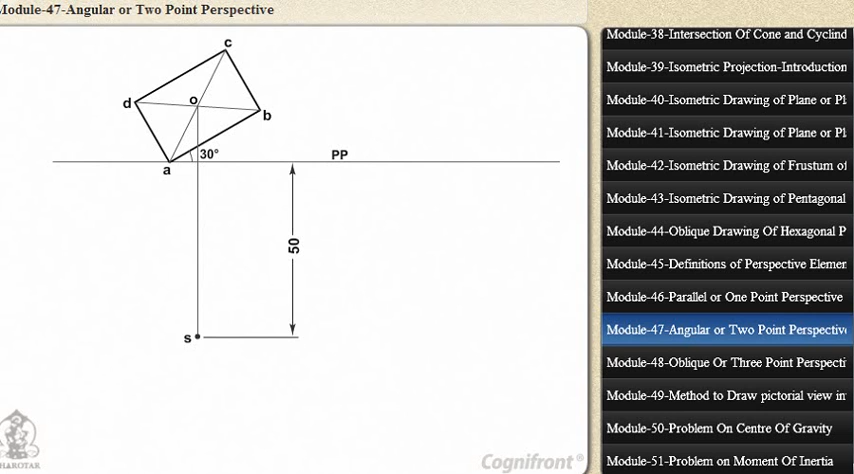 Module-47-Angular or Two Point Perspective
c
d
o
b
30°
PP
a
50
s
CHAROTAR
Cognifront®
Module-38-Intersection Of Cone and Cylind
Module-39-Isometric Projection-Introduction
Module-40-Isometric Drawing of Plane or Pl
Module-41-Isometric Drawing of Plane or Pl
Module-42-Isometric Drawing of Frustum of
Module-43-Isometric Drawing of Pentagonal
Module-44-Oblique Drawing Of Hexagonal P
Module-45-Definitions of Perspective Elemen
Module-46-Parallel or One Point Perspective
Module-47-Angular or Two Point Perspective
Module-48-Oblique Or Three Point Perspecti
Module-49-Method to Draw pictorial view in
Module-50-Problem On Centre Of Gravity
Module-51-Problem on Moment Of Inertia